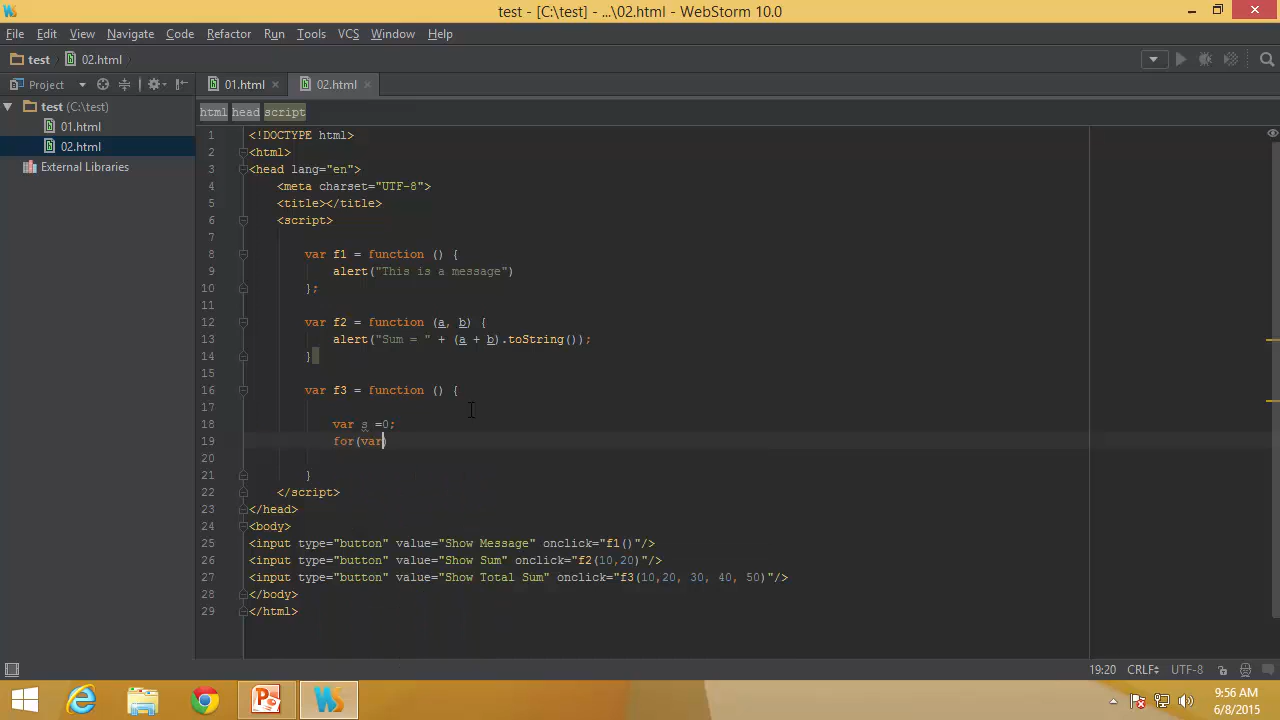 test - [C:\test] - ...\02.html - WebStorm 10.0
File Edit View Navigate Code Refactor Run Tools VCS Window Help
test 02.html
Project 01.html 02.html
test (C:\test)
01.html
02.html
External Libraries
html head script
1 <!DOCTYPE html>
2 <html>
3 <head lang="en">
4 <meta charset="UTF-8">
5 <title></title>
6 <script>
7
8 var f1 = function () {
9 alert("This is a message")
10 };
11
12 var f2 = function (a, b) {
13 alert("Sum = " + (a + b).toString());
14 }
15
16 var f3 = function () {
17
18 var s =0;
19 for(var)
20
21 }
22 </script>
23 </head>
24 <body>
25 <input type="button" value="Show Message" onclick="f1()"/>
26 <input type="button" value="Show Sum" onclick="f2(10,20)"/>
27 <input type="button" value="Show Total Sum" onclick="f3(10,20, 30, 40, 50)"/>
28 </body>
29 </html>
19:20 CRLF UTF-8
9:56 AM
6/8/2015